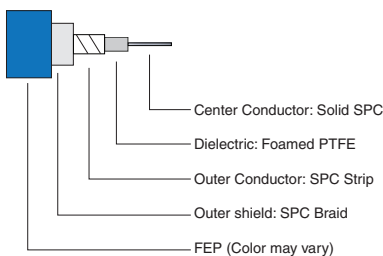 Center Conductor: Solid SPC
Dielectric: Foamed PTFE
Outer Conductor: SPC Strip
Outer shield: SPC Braid
FEP (Color may vary)